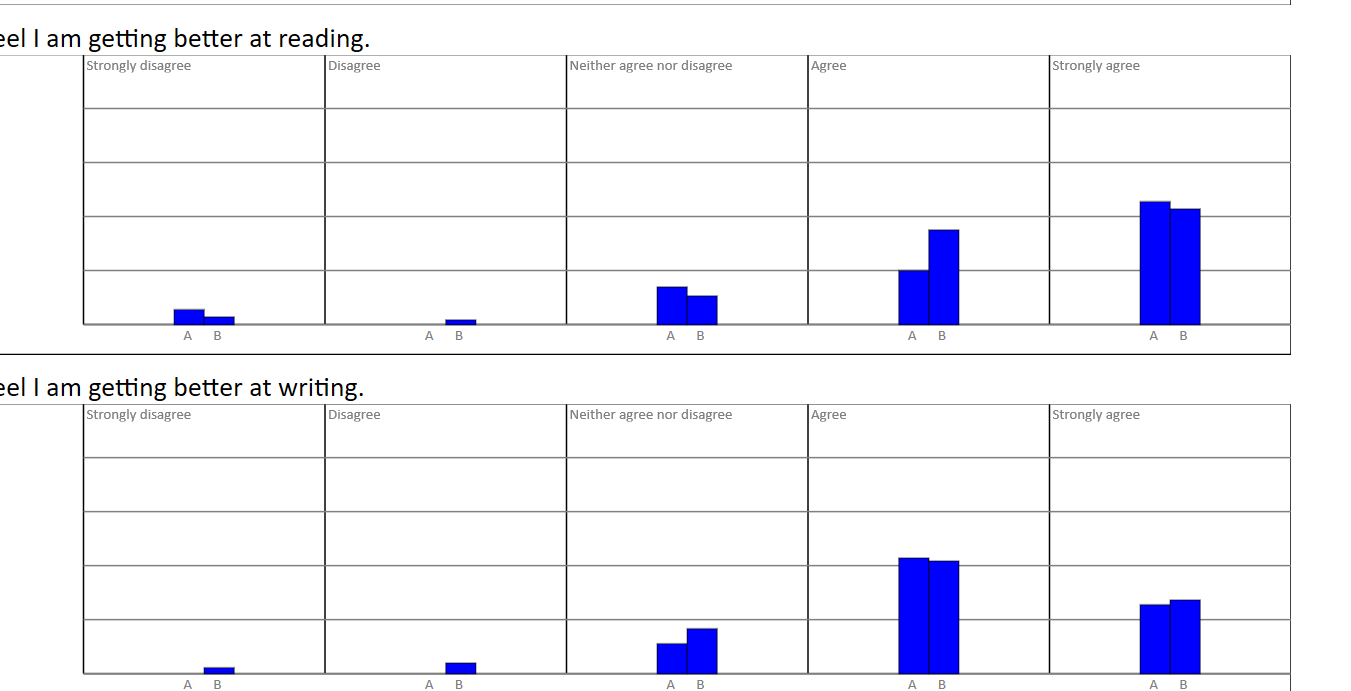 eel I am getting better at reading.
Strongly disagree Disagree Neither agree nor disagree Agree Strongly agree
A B A B A B A B A B
eel I am getting better at writing.
Strongly disagree Disagree Neither agree nor disagree Agree Strongly agree
A B A B A B A B A B